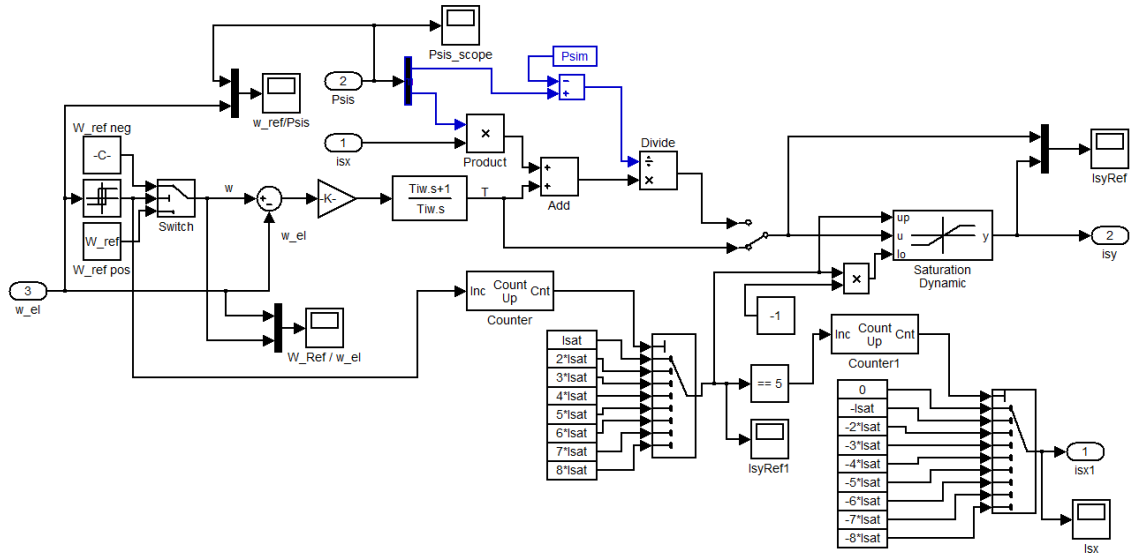 Psis_scope
2
Psis
w_ref/Psis
Psim
−
+
W_ref neg
-C-
1
isx
×
Product
Divide
÷
×
IsyRef
W_ref
W_ref pos
Switch
w
+
−
w_el
-K-
Tiw.s+1
Tiw.s
T
+
+
Add
up
u
lo
y
Saturation
Dynamic
2
isy
3
w_el
W_Ref / w_el
Inc
Count
Up
Cnt
Counter
×
-1
Inc
Count
Up
Cnt
Counter1
Isat
2*Isat
3*Isat
4*Isat
5*Isat
6*Isat
7*Isat
8*Isat
== 5
IsyRef1
0
-Isat
-2*Isat
-3*Isat
-4*Isat
-5*Isat
-6*Isat
-7*Isat
-8*Isat
1
isx1
Isx